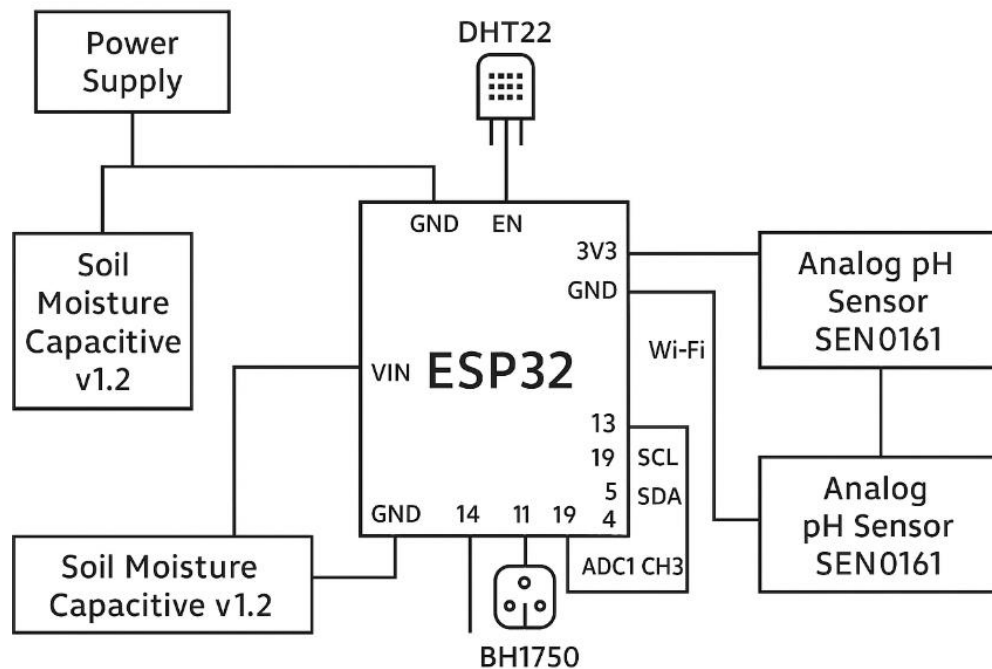 Power
Supply
DHT22
GND EN
3V3
GND
Soil
Moisture
Capacitive
v1.2
Analog pH
Sensor
SEN0161
Wi-Fi
VIN ESP32
13
19 SCL
5 SDA
4
GND 14 11 19
ADC1 CH3
Analog
pH Sensor
SEN0161
Soil Moisture
Capacitive v1.2
BH1750